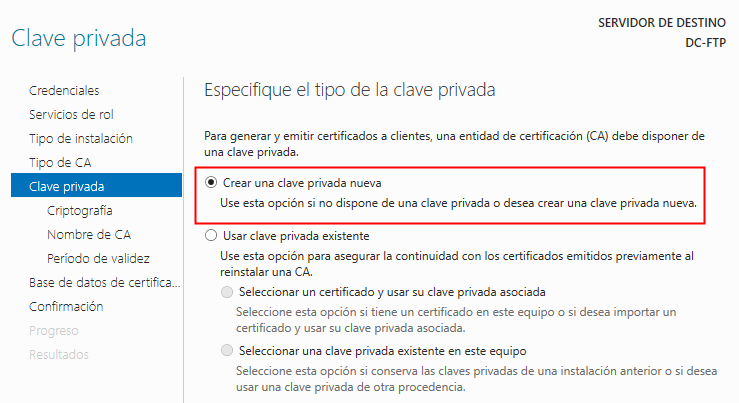 SERVIDOR DE DESTINO
DC-FTP
Clave privada
Credenciales
Servicios de rol
Tipo de instalación
Tipo de CA
Clave privada
Criptografía
Nombre de CA
Período de validez
Base de datos de certifica...
Confirmación
Progreso
Resultados
Especifique el tipo de la clave privada
Para generar y emitir certificados a clientes, una entidad de certificación (CA) debe disponer de
una clave privada.
Crear una clave privada nueva
Use esta opción si no dispone de una clave privada o desea crear una clave privada nueva.
Usar clave privada existente
Use esta opción para asegurar la continuidad con los certificados emitidos previamente al
reinstalar una CA.
Seleccionar un certificado y usar su clave privada asociada
Seleccione esta opción si tiene un certificado en este equipo o si desea importar un
certificado y usar su clave privada asociada.
Seleccionar una clave privada existente en este equipo
Seleccione esta opción si conserva las claves privadas de una instalación anterior o si desea
usar una clave privada de otra procedencia.